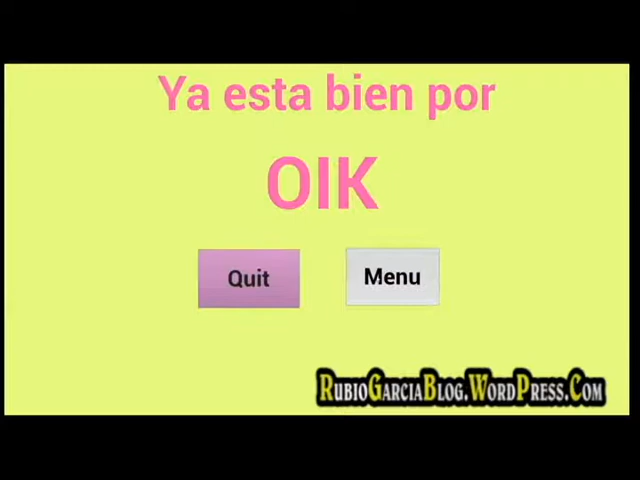 Ya esta bien por
OIK
Quit
Menu
RubioGarciaBlog.WordPress.Com